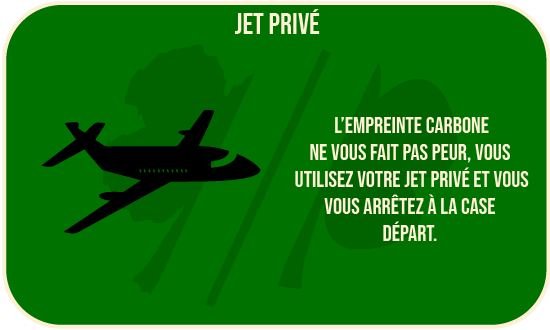 JET PRIVÉ
L'EMPREINTE CARBONE
NE VOUS FAIT PAS PEUR, VOUS
UTILISEZ VOTRE JET PRIVÉ ET VOUS
VOUS ARRÊTEZ À LA CASE
DÉPART.